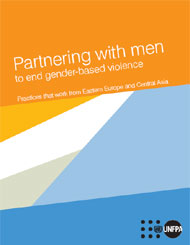 Partnering with men
to end gender-based violence
Practices that work from Eastern Europe and Central Asia
UNFPA